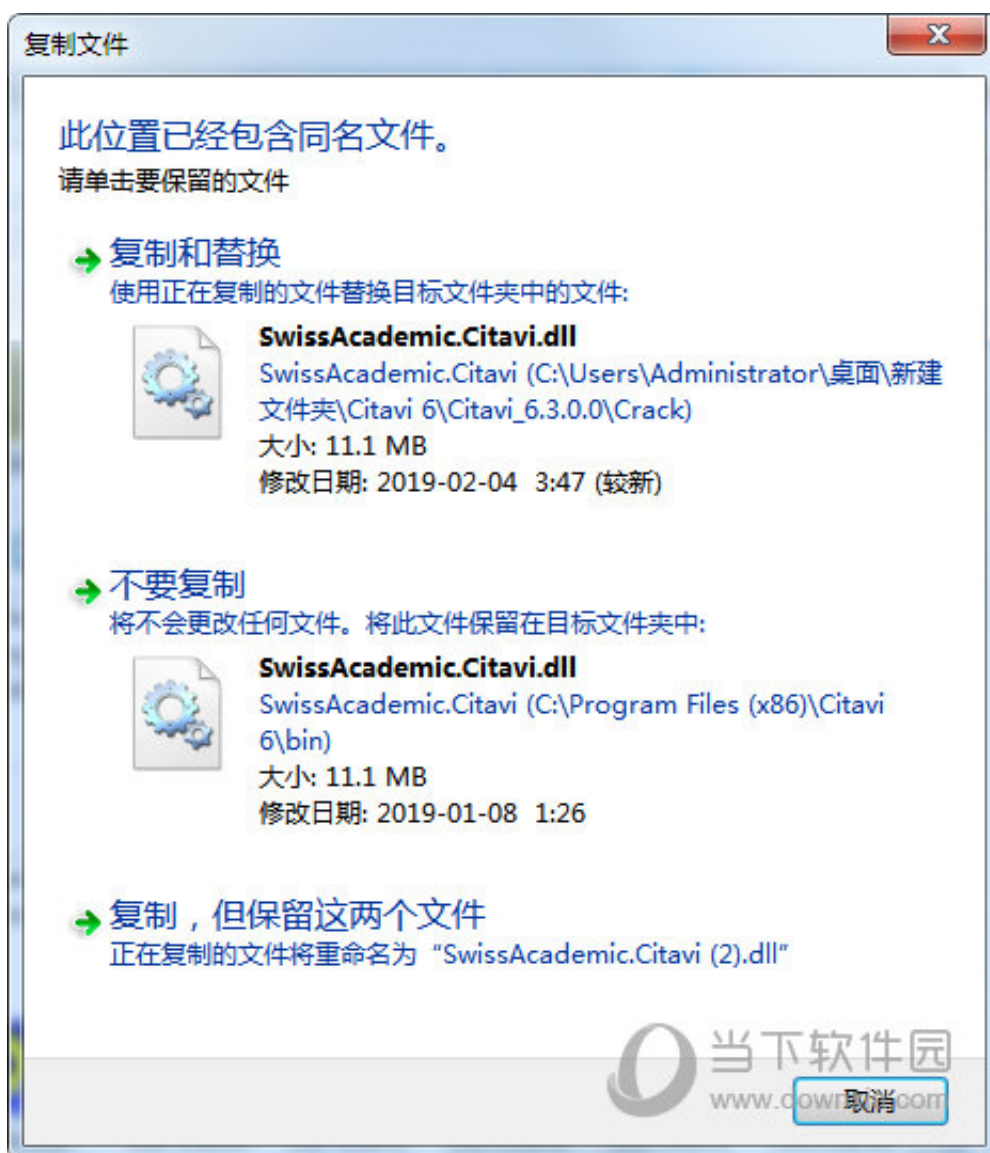 复制文件
此位置已经包含同名文件。
请单击要保留的文件
复制和替换
使用正在复制的文件替换目标文件夹中的文件:
SwissAcademic.Citavi.dll
SwissAcademic.Citavi (C:\Users\Administrator\桌面\新建
文件夹\Citavi 6\Citavi_6.3.0.0\Crack)
大小: 11.1 MB
修改日期: 2019-02-04 3:47 (较新)
不要复制
将不会更改任何文件。将此文件保留在目标文件夹中:
SwissAcademic.Citavi.dll
SwissAcademic.Citavi (C:\Program Files (x86)\Citavi
6\bin)
大小: 11.1 MB
修改日期: 2019-01-08 1:26
复制，但保留这两个文件
正在复制的文件将重命名为“SwissAcademic.Citavi (2).dll”
当下软件园
取消